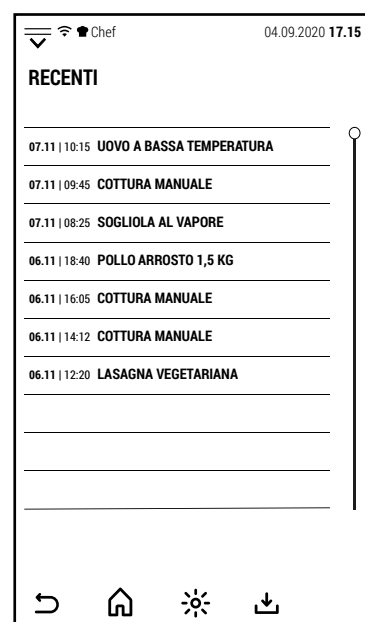 Chef 04.09.2020 17.15
RECENTI
07.11 | 10:15 UOVO A BASSA TEMPERATURA
07.11 | 09:45 COTTURA MANUALE
07.11 | 08:25 SOGLIOLA AL VAPORE
06.11 | 18:40 POLLO ARROSTO 1,5 KG
06.11 | 16:05 COTTURA MANUALE
06.11 | 14:12 COTTURA MANUALE
06.11 | 12:20 LASAGNA VEGETARIANA